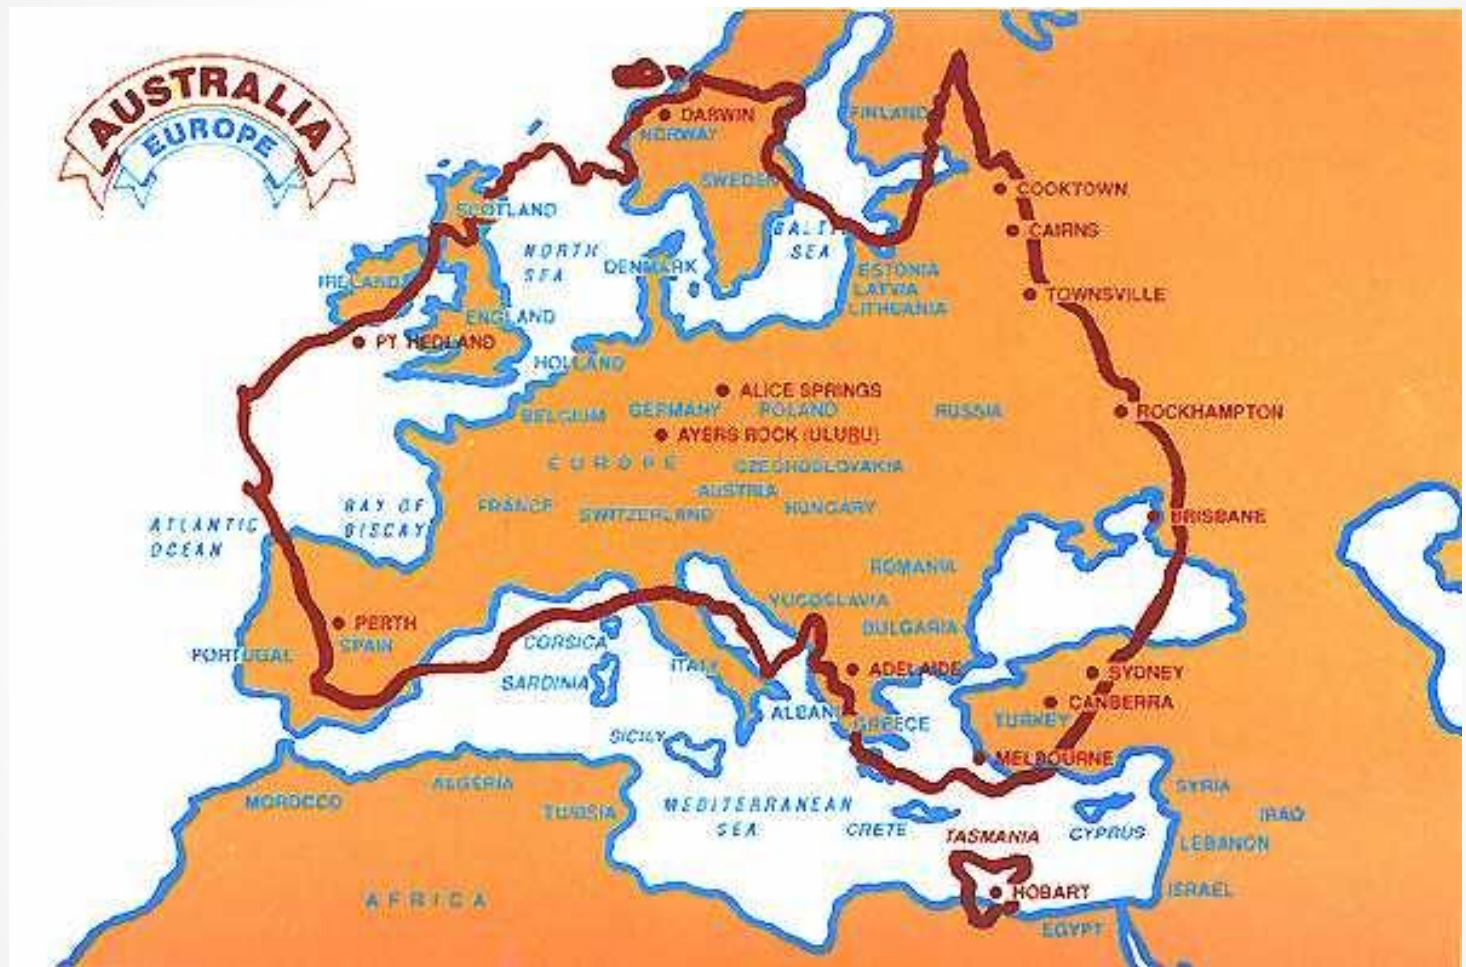 AUSTRALIA
EUROPE
DARWIN
NORWAY
FINLAND
SWEDEN
COOKTOWN
SCOTLAND
CAIRNS
BALTIC
SEA
NORTH
SEA
DENMARK
ESTONIA
LATVIA
LITHUANIA
IRELAND
TOWNSVILLE
ENGLAND
PT HEDLAND
HOLLAND
ALICE SPRINGS
BELGIUM
GERMANY
POLAND
RUSSIA
ROCKHAMPTON
AYERS ROCK (ULURU)
EUROPE
CZECHOSLOVAKIA
AUSTRIA
FRANCE
SWITZERLAND
HUNGARY
BAY OF
BISCAY
BRISBANE
ATLANTIC
OCEAN
ROMANIA
YUGOSLAVIA
BULGARIA
PERTH
SPAIN
PORTUGAL
CORSICA
ITALY
SARDINIA
ADELAIDE
SYDNEY
CANBERRA
ALBANI
GREECE
TURKEY
SICILY
MELBOURNE
ALGERIA
MOROCCO
TUNISIA
MEDITERRANEAN
SEA
CRETE
TASMANIA
CYPRUS
SYRIA
IRAQ
LEBANON
HOBART
ISRAEL
AFRICA
EGYPT